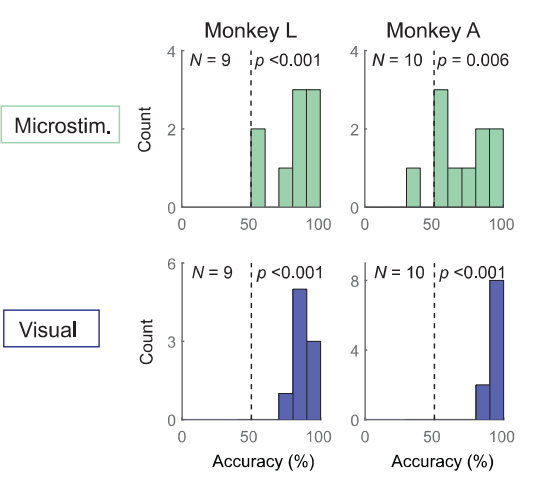 Monkey L
Monkey A
Microstim.
Count
4
2
0
N = 9
p <0.001
0
50
100
4
2
0
N = 10
p = 0.006
0
50
100
Visual
Count
6
3
0
N = 9
p <0.001
0
50
100
Accuracy (%)
8
4
0
N = 10
p <0.001
0
50
100
Accuracy (%)